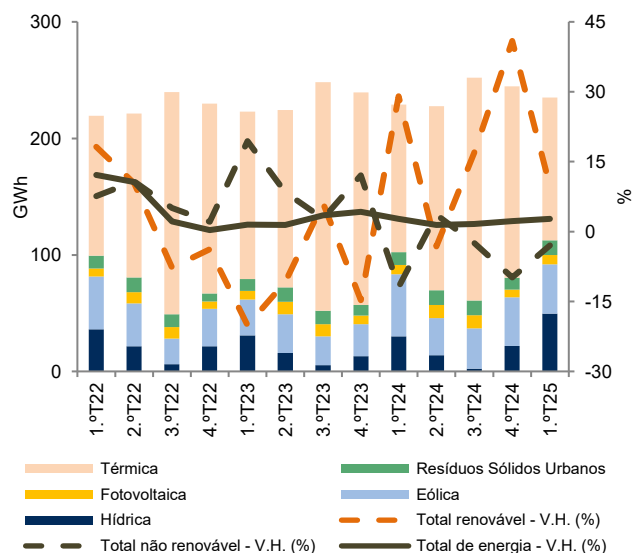 300
200
100
0
GWh
45
30
15
0
-15
-30
%
1.ºT22
2.ºT22
3.ºT22
4.ºT22
1.ºT23
2.ºT23
3.ºT23
4.ºT23
1.ºT24
2.ºT24
3.ºT24
4.ºT24
1.ºT25
Térmica
Resíduos Sólidos Urbanos
Fotovoltaica
Eólica
Hídrica
Total renovável - V.H. (%)
Total não renovável - V.H. (%)
Total de energia - V.H. (%)